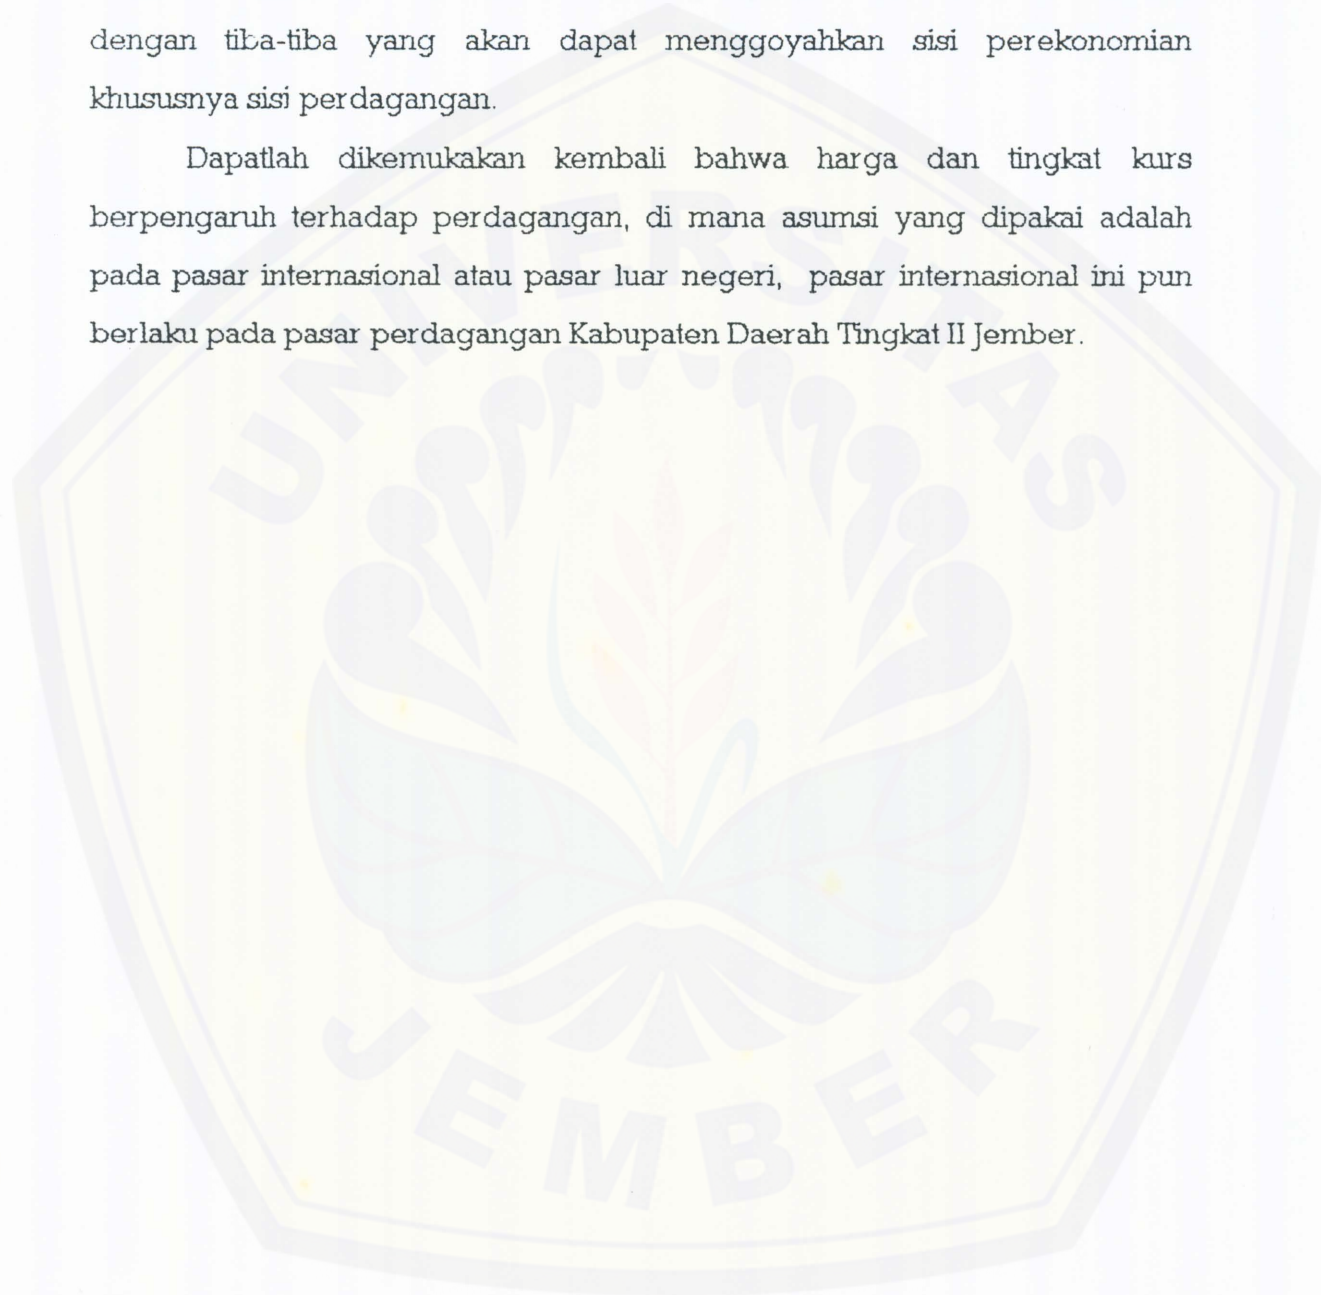 dengan tiba-tiba yang akan dapat menggoyahkan sisi perekonomian
khususnya sisi perdagangan.
Dapatlah dikemukakan kembali bahwa harga dan tingkat kurs
berpengaruh terhadap perdagangan, di mana asumsi yang dipakai adalah
pada pasar internasional atau pasar luar negeri, pasar internasional ini pun
berlaku pada pasar perdagangan Kabupaten Daerah Tingkat II Jember.
UNIVERSITAS
JEMBER